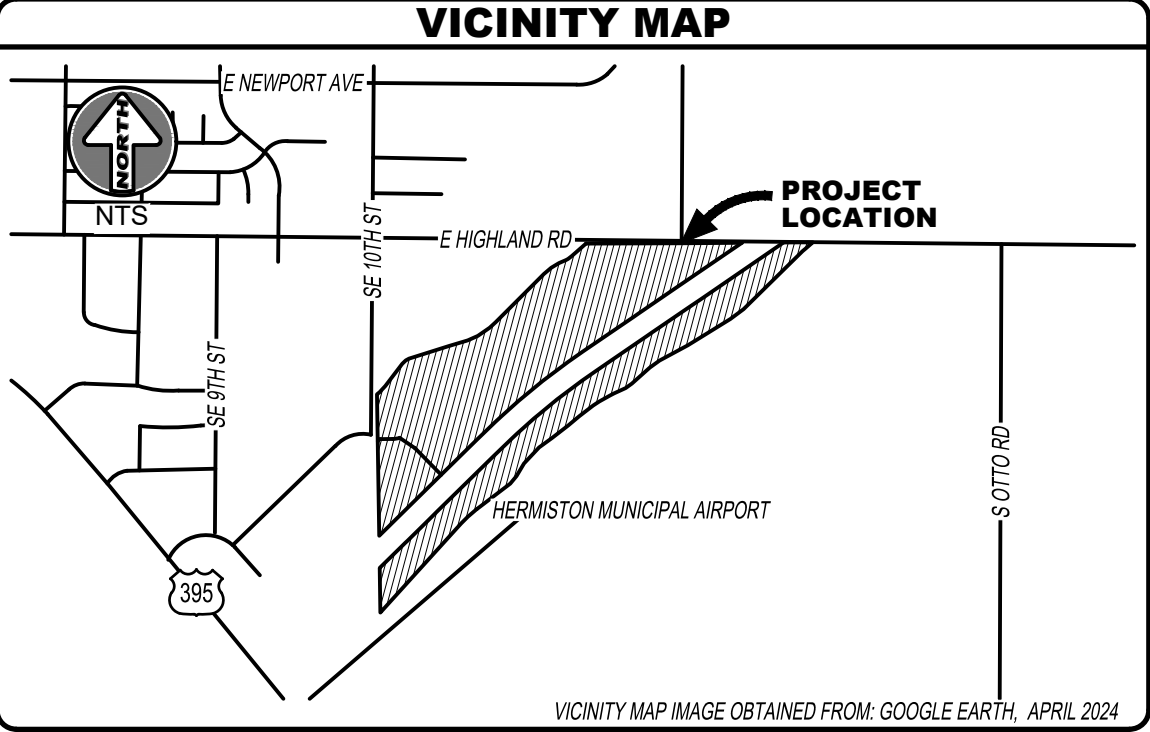 VICINITY MAP
E NEWPORT AVE
NORTH
NTS
PROJECT
LOCATION
SE 10TH ST
E HIGHLAND RD
SE 9TH ST
S OTTO RD
HERMISTON MUNICIPAL AIRPORT
395
VICINITY MAP IMAGE OBTAINED FROM: GOOGLE EARTH, APRIL 2024